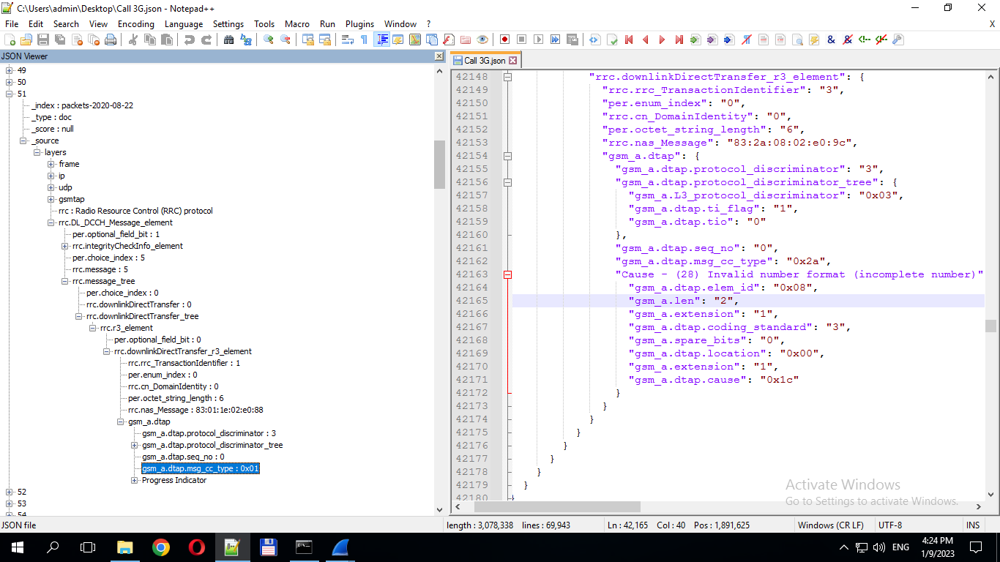 C:\Users\admin\Desktop\Call 3G.json - Notepad++
File Edit Search View Encoding Language Settings Tools Macro Run Plugins Window ? X
JSON Viewer
49
50
51
_index : packets-2020-08-22
_type : doc
_score : null
_source
layers
frame
ip
udp
gsmtap
rrc : Radio Resource Control (RRC) protocol
rrc.DL_DCCH_Message_element
per.optional_field_bit : 1
rrc.integrityCheckInfo_element
per.choice_index : 5
rrc.message : 5
rrc.message_tree
per.choice_index : 0
rrc.downlinkDirectTransfer : 0
rrc.downlinkDirectTransfer_tree
rrc.r3_element
per.optional_field_bit : 0
rrc.downlinkDirectTransfer_r3_element
rrc.rrc_TransactionIdentifier : 1
per.enum_index : 0
rrc.cn_DomainIdentity : 0
per.octet_string_length : 6
rrc.nas_Message : 83:01:1e:02:e0:88
gsm_a.dtap
gsm_a.dtap.protocol_discriminator : 3
gsm_a.dtap.protocol_discriminator_tree
gsm_a.dtap.seq_no : 0
gsm_a.dtap.msg_cc_type : 0x01
Progress Indicator
52
53
54
Call 3G.json
42148 "rrc.downlinkDirectTransfer_r3_element": {
42149 "rrc.rrc_TransactionIdentifier": "3",
42150 "per.enum_index": "0",
42151 "rrc.cn_DomainIdentity": "0",
42152 "per.octet_string_length": "6",
42153 "rrc.nas_Message": "83:2a:08:02:e0:9c",
42154 "gsm_a.dtap": {
42155 "gsm_a.dtap.protocol_discriminator": "3",
42156 "gsm_a.dtap.protocol_discriminator_tree": {
42157 "gsm_a.L3_protocol_discriminator": "0x03",
42158 "gsm_a.dtap.ti_flag": "1",
42159 "gsm_a.dtap.tio": "0"
42160 },
42161 "gsm_a.dtap.seq_no": "0",
42162 "gsm_a.dtap.msg_cc_type": "0x2a",
42163 "Cause - (28) Invalid number format (incomplete number)"
42164 "gsm_a.dtap.elem_id": "0x08",
42165 "gsm_a.len": "2",
42166 "gsm_a.extension": "1",
42167 "gsm_a.dtap.coding_standard": "3",
42168 "gsm_a.spare_bits": "0",
42169 "gsm_a.dtap.location": "0x00",
42170 "gsm_a.extension": "1",
42171 "gsm_a.dtap.cause": "0x1c"
42172 }
42173 }
42174 }
42175 }
42176 }
42177 }
42178 }
42179 }
42180 }
Activate Windows
Go to Settings to activate Windows.
JSON file length : 3,078,338 lines : 69,943 Ln : 42,165 Col : 40 Pos : 1,891,625 Windows (CR LF) UTF-8 INS
ENG
4:24 PM
1/9/2023